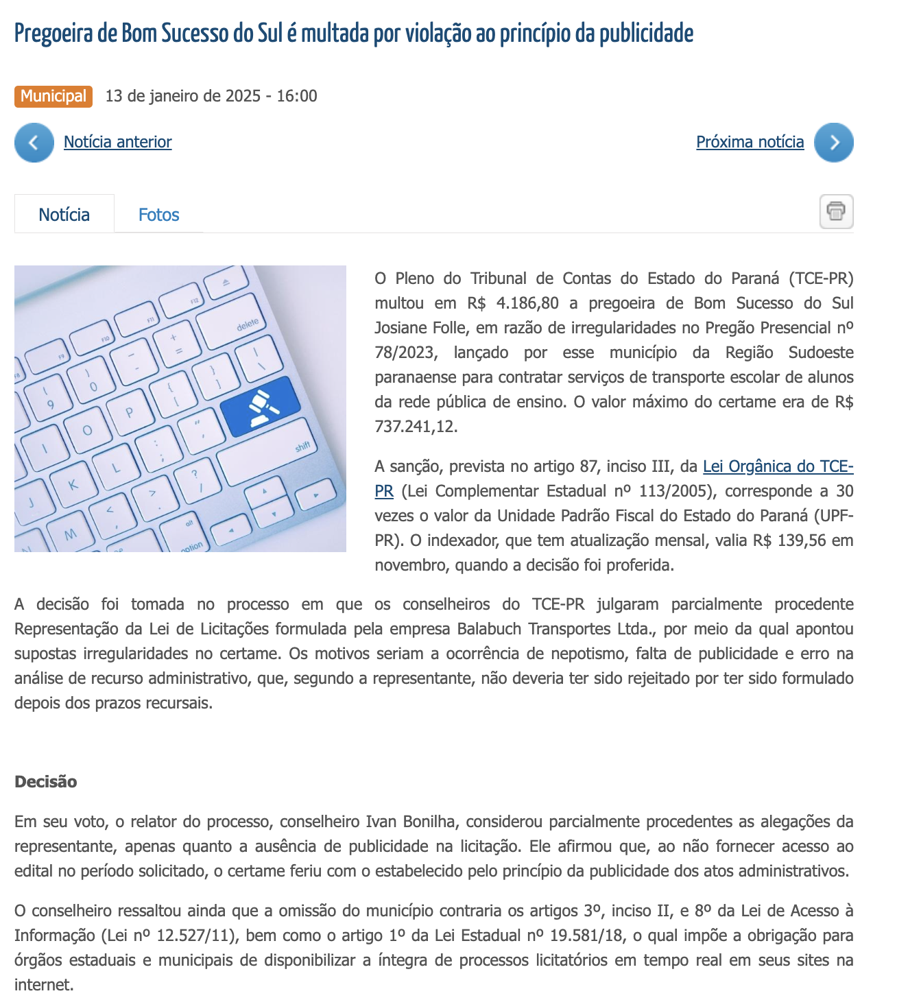 Pregoeira de Bom Sucesso do Sul é multada por violação ao princípio da publicidade
Municipal 13 de janeiro de 2025 - 16:00
Notícia anterior
Próxima notícia
Notícia
Fotos
delete
shift
alt
option
F9
F10
F11
F12
O
P
I
K
L
J
M
O Pleno do Tribunal de Contas do Estado do Paraná (TCE-PR)
multou em R$ 4.186,80 a pregoeira de Bom Sucesso do Sul
Josiane Folle, em razão de irregularidades no Pregão Presencial nº
78/2023, lançado por esse município da Região Sudoeste
paranaense para contratar serviços de transporte escolar de alunos
da rede pública de ensino. O valor máximo do certame era de R$
737.241,12.
A sanção, prevista no artigo 87, inciso III, da Lei Orgânica do TCE-
PR (Lei Complementar Estadual nº 113/2005), corresponde a 30
vezes o valor da Unidade Padrão Fiscal do Estado do Paraná (UPF-
PR). O indexador, que tem atualização mensal, valia R$ 139,56 em
novembro, quando a decisão foi proferida.
A decisão foi tomada no processo em que os conselheiros do TCE-PR julgaram parcialmente procedente
Representação da Lei de Licitações formulada pela empresa Balabuch Transportes Ltda., por meio da qual apontou
supostas irregularidades no certame. Os motivos seriam a ocorrência de nepotismo, falta de publicidade e erro na
análise de recurso administrativo, que, segundo a representante, não deveria ter sido rejeitado por ter sido formulado
depois dos prazos recursais.
Decisão
Em seu voto, o relator do processo, conselheiro Ivan Bonilha, considerou parcialmente procedentes as alegações da
representante, apenas quanto a ausência de publicidade na licitação. Ele afirmou que, ao não fornecer acesso ao
edital no período solicitado, o certame feriu com o estabelecido pelo princípio da publicidade dos atos administrativos.
O conselheiro ressaltou ainda que a omissão do município contraria os artigos 3º, inciso II, e 8º da Lei de Acesso à
Informação (Lei nº 12.527/11), bem como o artigo 1º da Lei Estadual nº 19.581/18, o qual impõe a obrigação para
órgãos estaduais e municipais de disponibilizar a íntegra de processos licitatórios em tempo real em seus sites na
internet.